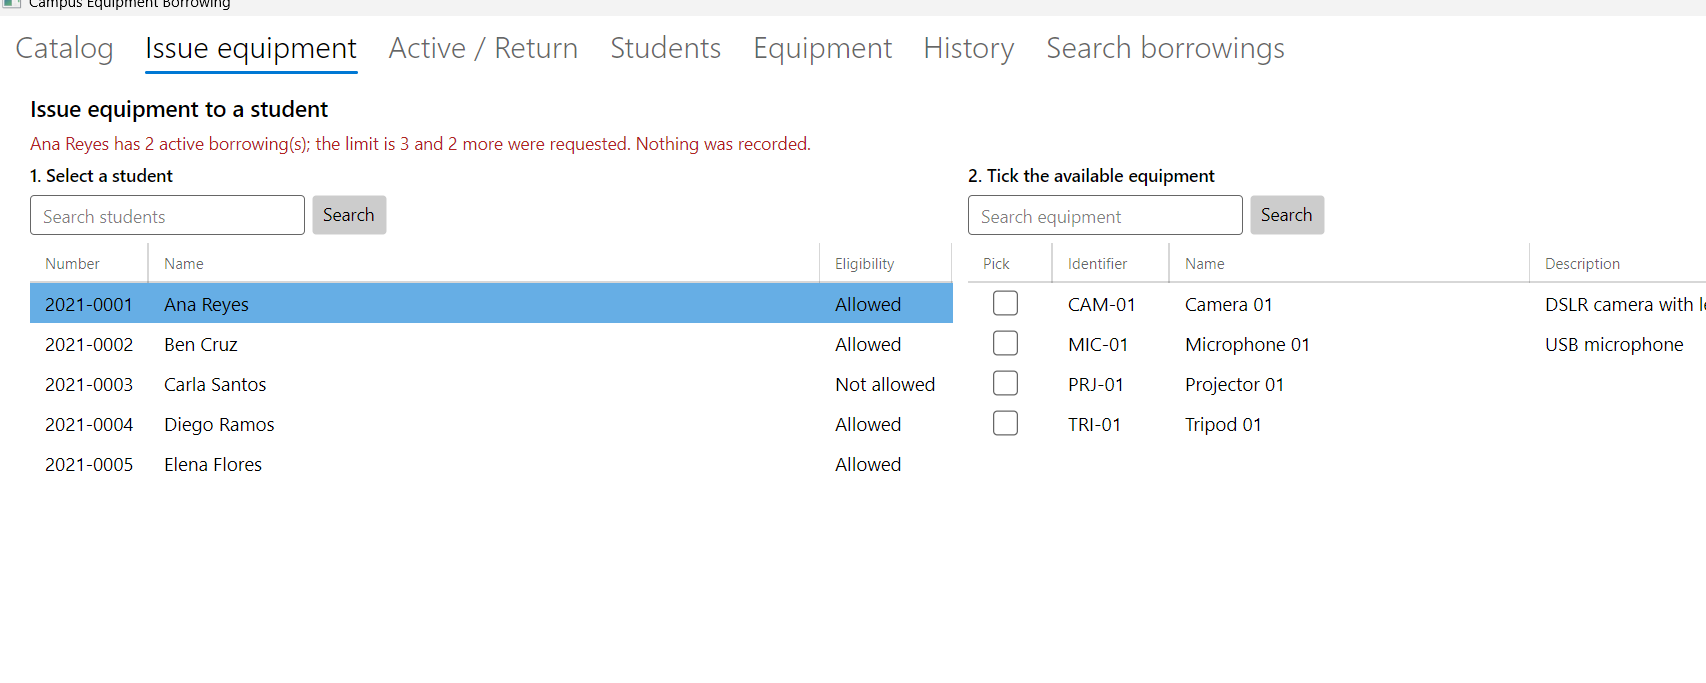 Campus Equipment Borrowing
Catalog Issue equipment Active / Return Students Equipment History Search borrowings
Issue equipment to a student
Ana Reyes has 2 active borrowing(s); the limit is 3 and 2 more were requested. Nothing was recorded.
1. Select a student
Search students Search
Number Name Eligibility
2021-0001 Ana Reyes Allowed
2021-0002 Ben Cruz Allowed
2021-0003 Carla Santos Not allowed
2021-0004 Diego Ramos Allowed
2021-0005 Elena Flores Allowed
2. Tick the available equipment
Search equipment Search
Pick Identifier Name Description
CAM-01 Camera 01 DSLR camera with
MIC-01 Microphone 01 USB microphone
PRJ-01 Projector 01
TRI-01 Tripod 01